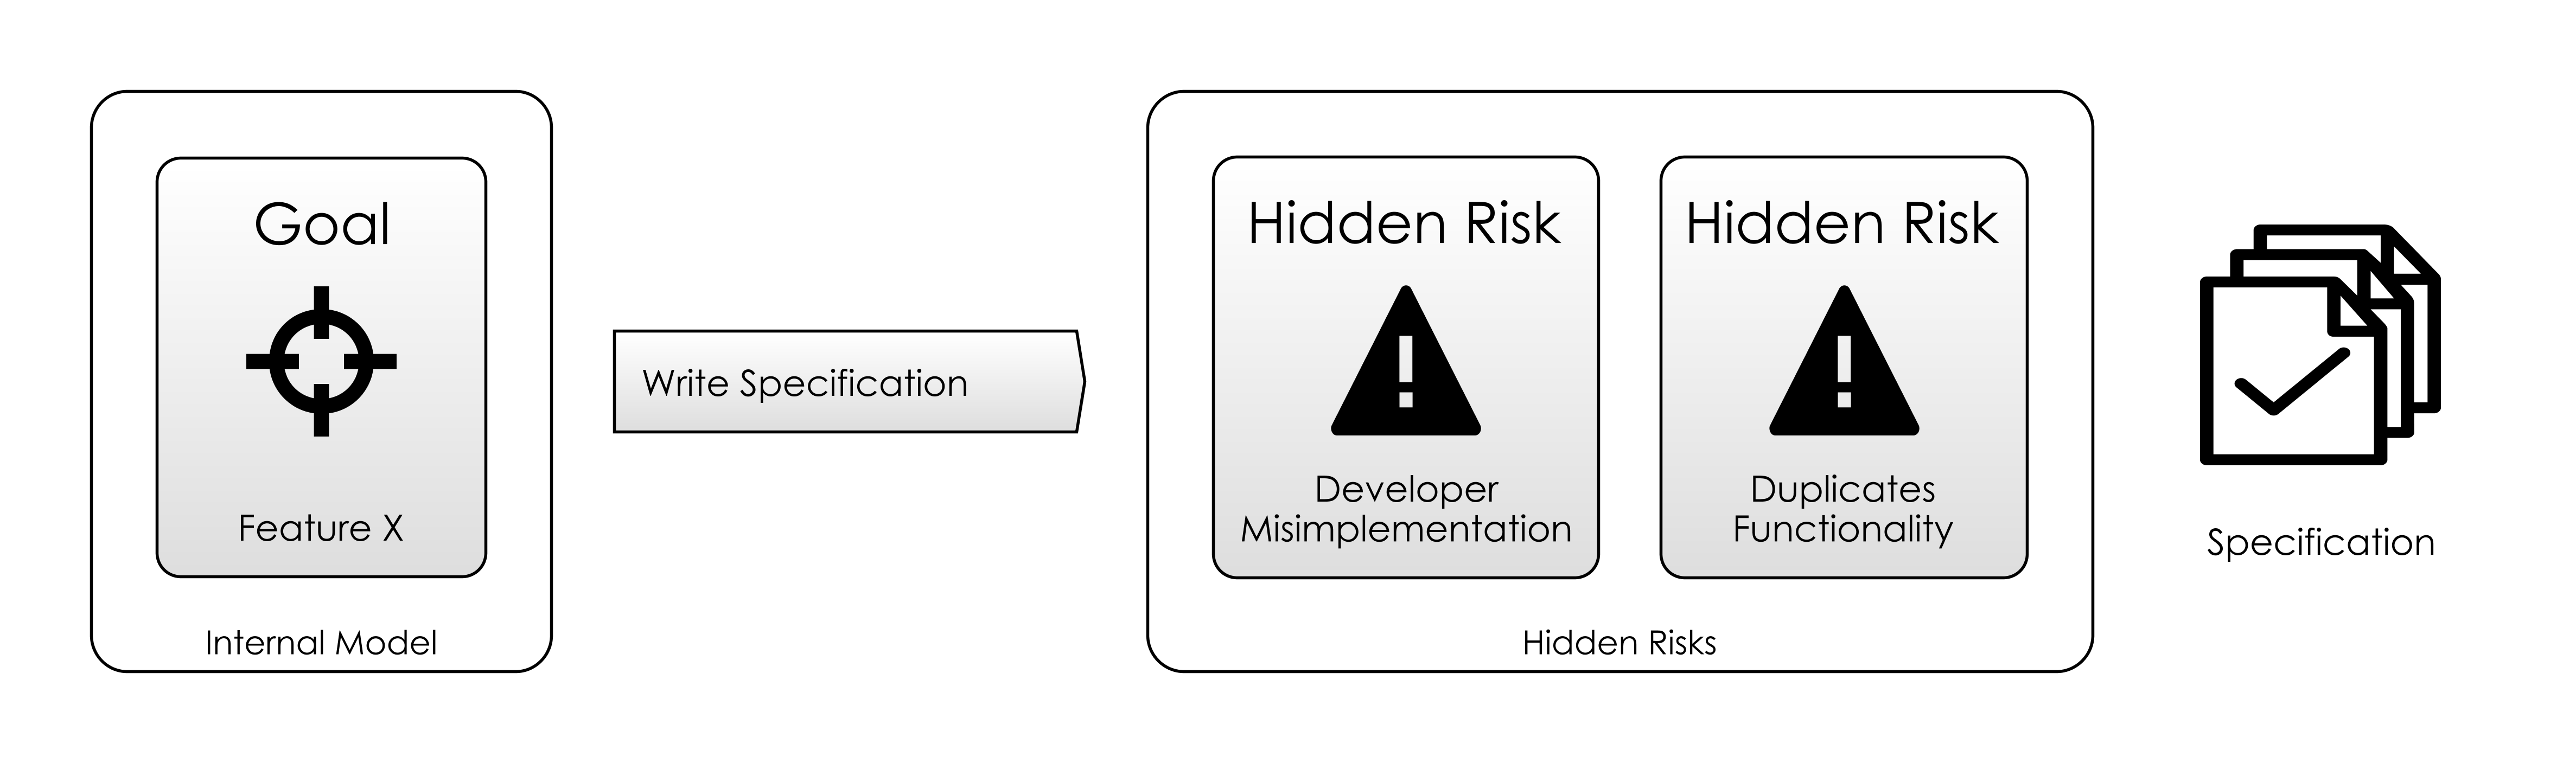 Goal
Feature X
Internal Model
Write Specification
Hidden Risk
Developer
Misimplementation
Hidden Risk
Duplicates
Functionality
Hidden Risks
Specification